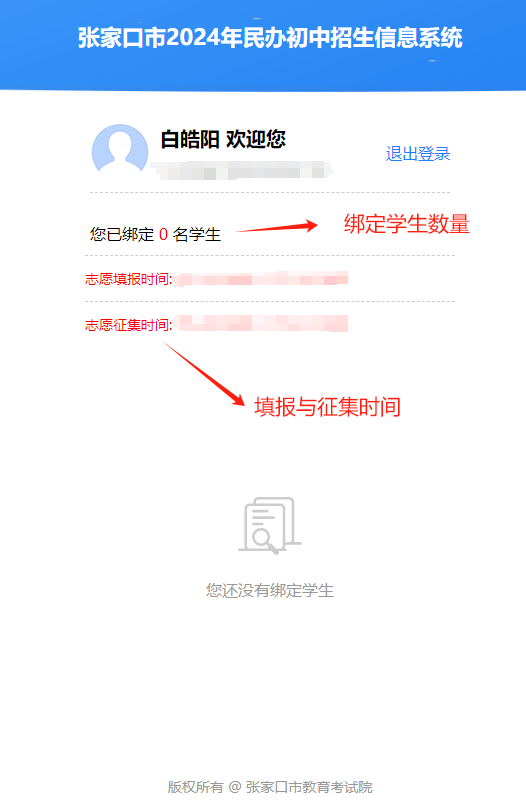 张家口市2024年民办初中招生信息系统
白皓阳 欢迎您
退出登录
您已绑定 0 名学生
绑定学生数量
志愿填报时间:
志愿征集时间:
填报与征集时间
您还没有绑定学生
版权所有 @ 张家口市教育考试院